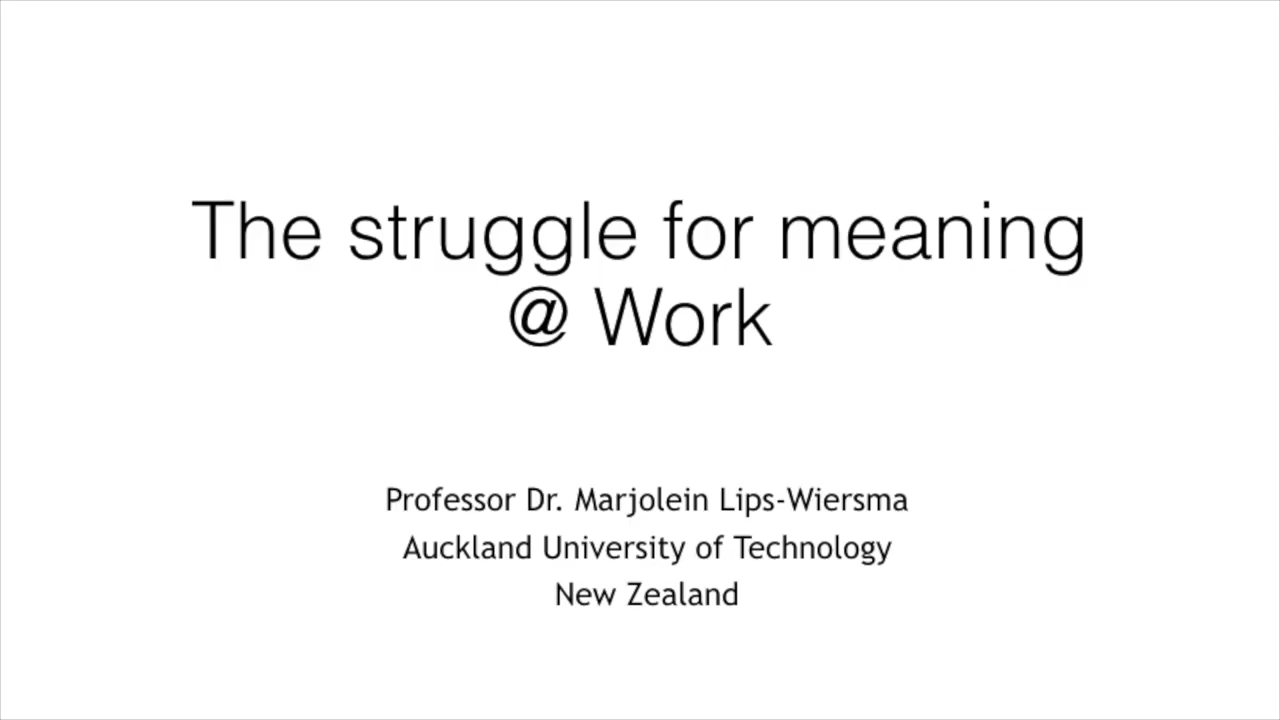 The struggle for meaning
@ Work
Professor Dr. Marjolein Lips-Wiersma
Auckland University of Technology
New Zealand